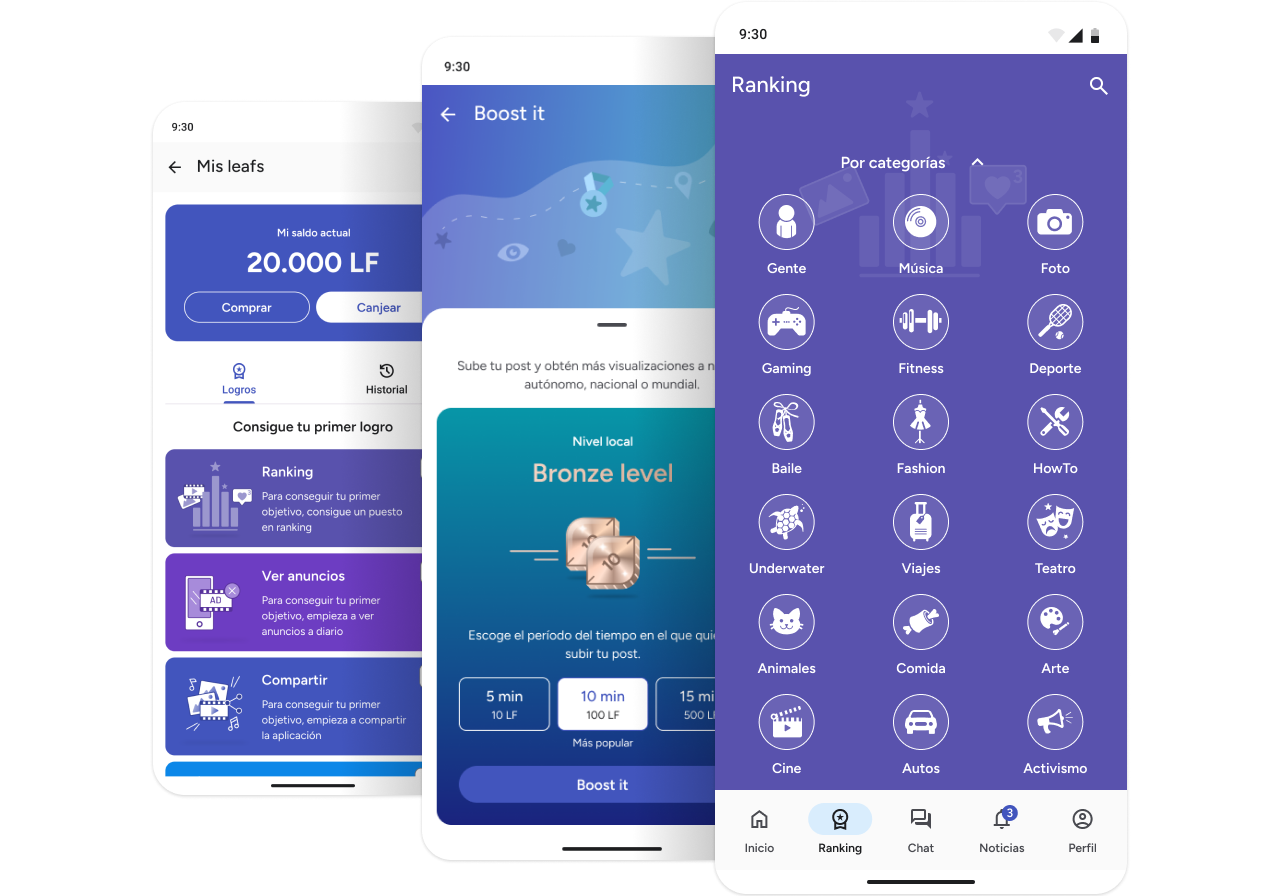 9:30
Mis leafs
Mi saldo actual
20.000 LF
Comprar
Canjear
Logros
Historial
Consigue tu primer logro
Ranking
Para conseguir tu primer
objetivo, consigue un puesto
en ranking
AD
Ver anuncios
Para conseguir tu primer
objetivo, empieza a ver
anuncios a diario
Compartir
Para conseguir tu primer
objetivo, empieza a compartir
la aplicación
9:30
Boost it
Sube tu post y obtén más visualizaciones a n
autónomo, nacional o mundial.
Nivel local
Bronze level
10
10
Escoge el período del tiempo en el que quie
subir tu post.
5 min
10 LF
10 min
100 LF
15 mi
500 LF
Más popular
Boost it
9:30
Ranking
Por categorías
3
Gente
Música
Foto
Gaming
Fitness
Deporte
Baile
Fashion
HowTo
Underwater
Viajes
Teatro
Animales
Comida
Arte
Cine
Autos
Activismo
3
Inicio
Ranking
Chat
Noticias
Perfil